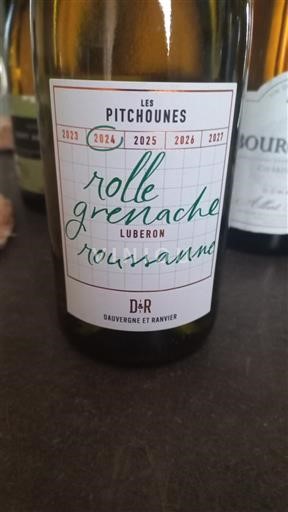 LES
PITCHOUNES
2023 2024 2025 2026 2027
rolle
grenache
LUBERON
roussanne
D&R
DAUVERGNE ET RANVIER
BOUR